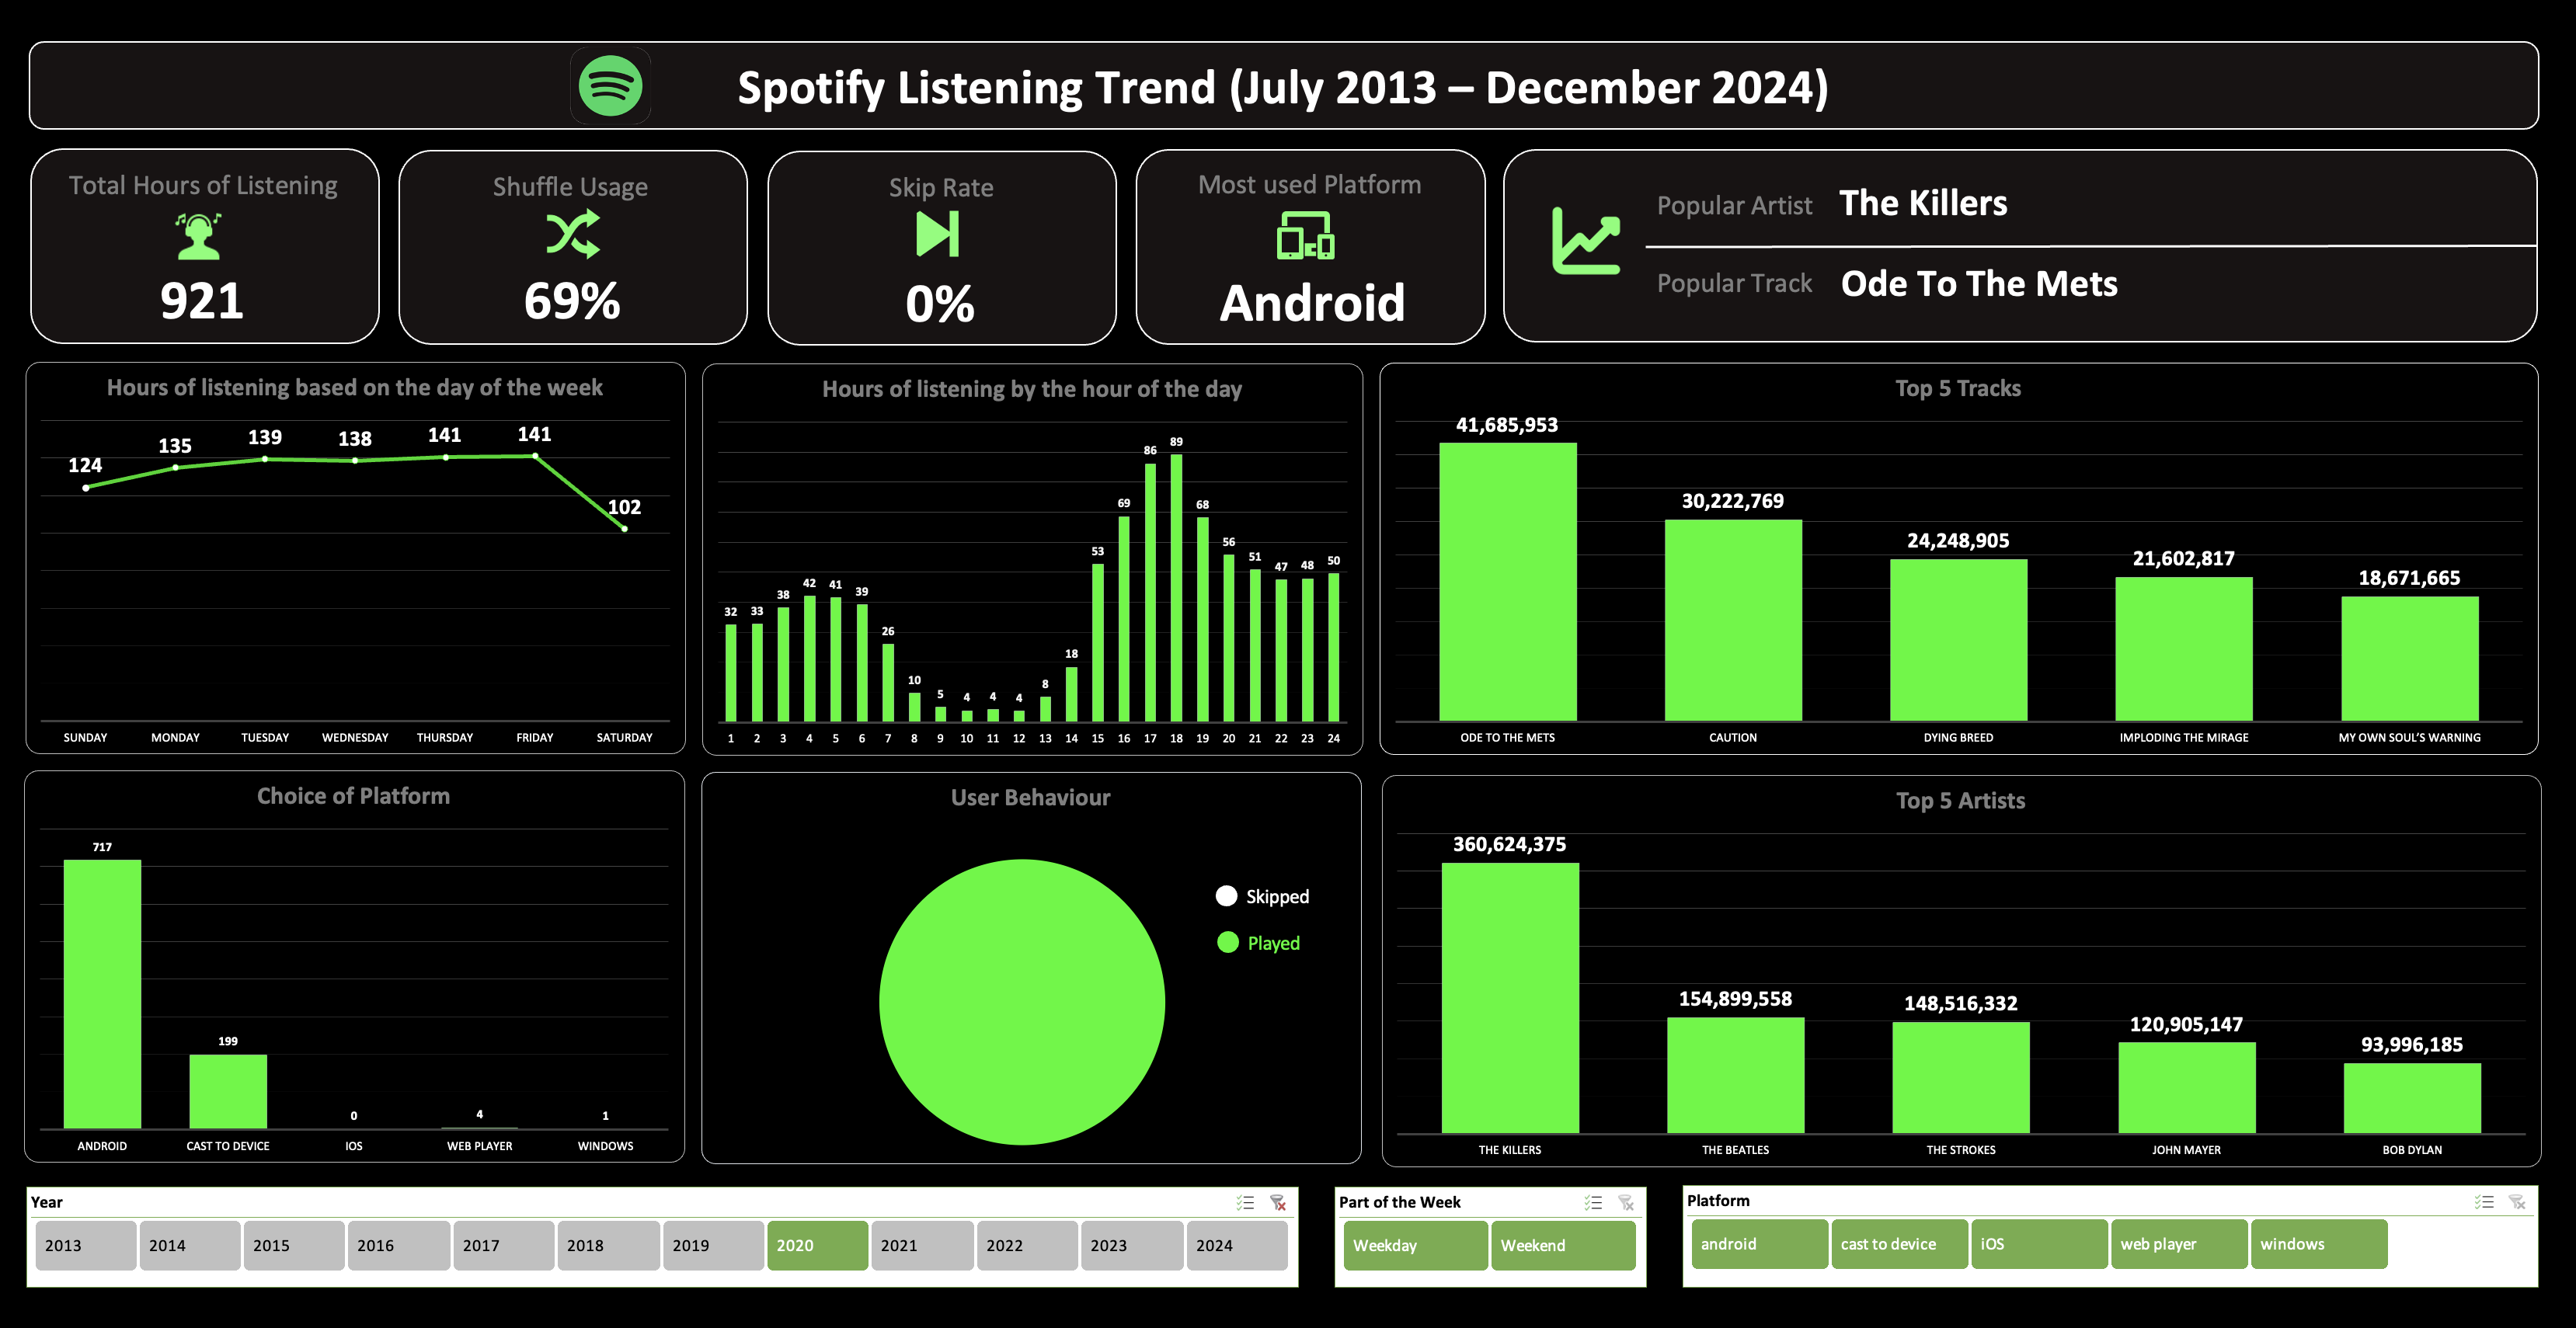 Spotify Listening Trend (July 2013 – December 2024)
Total Hours of Listening
921
Shuffle Usage
69%
Skip Rate
0%
Most used Platform
Android
Popular Artist The Killers
Popular Track Ode To The Mets
Hours of listening based on the day of the week
124 135 139 138 141 141 102
SUNDAY MONDAY TUESDAY WEDNESDAY THURSDAY FRIDAY SATURDAY
Hours of listening by the hour of the day
32 33 38 42 41 39 26 10 5 4 4 4 8 18 53 69 86 89 68 56 51 47 48 50
1 2 3 4 5 6 7 8 9 10 11 12 13 14 15 16 17 18 19 20 21 22 23 24
Top 5 Tracks
41,685,953 30,222,769 24,248,905 21,602,817 18,671,665
ODE TO THE METS CAUTION DYING BREED IMPLODING THE MIRAGE MY OWN SOUL'S WARNING
Choice of Platform
717 199 0 4 1
ANDROID CAST TO DEVICE IOS WEB PLAYER WINDOWS
User Behaviour
Skipped
Played
Top 5 Artists
360,624,375 154,899,558 148,516,332 120,905,147 93,996,185
THE KILLERS THE BEATLES THE STROKES JOHN MAYER BOB DYLAN
Year
2013 2014 2015 2016 2017 2018 2019 2020 2021 2022 2023 2024
Part of the Week
Weekday Weekend
Platform
android cast to device iOS web player windows